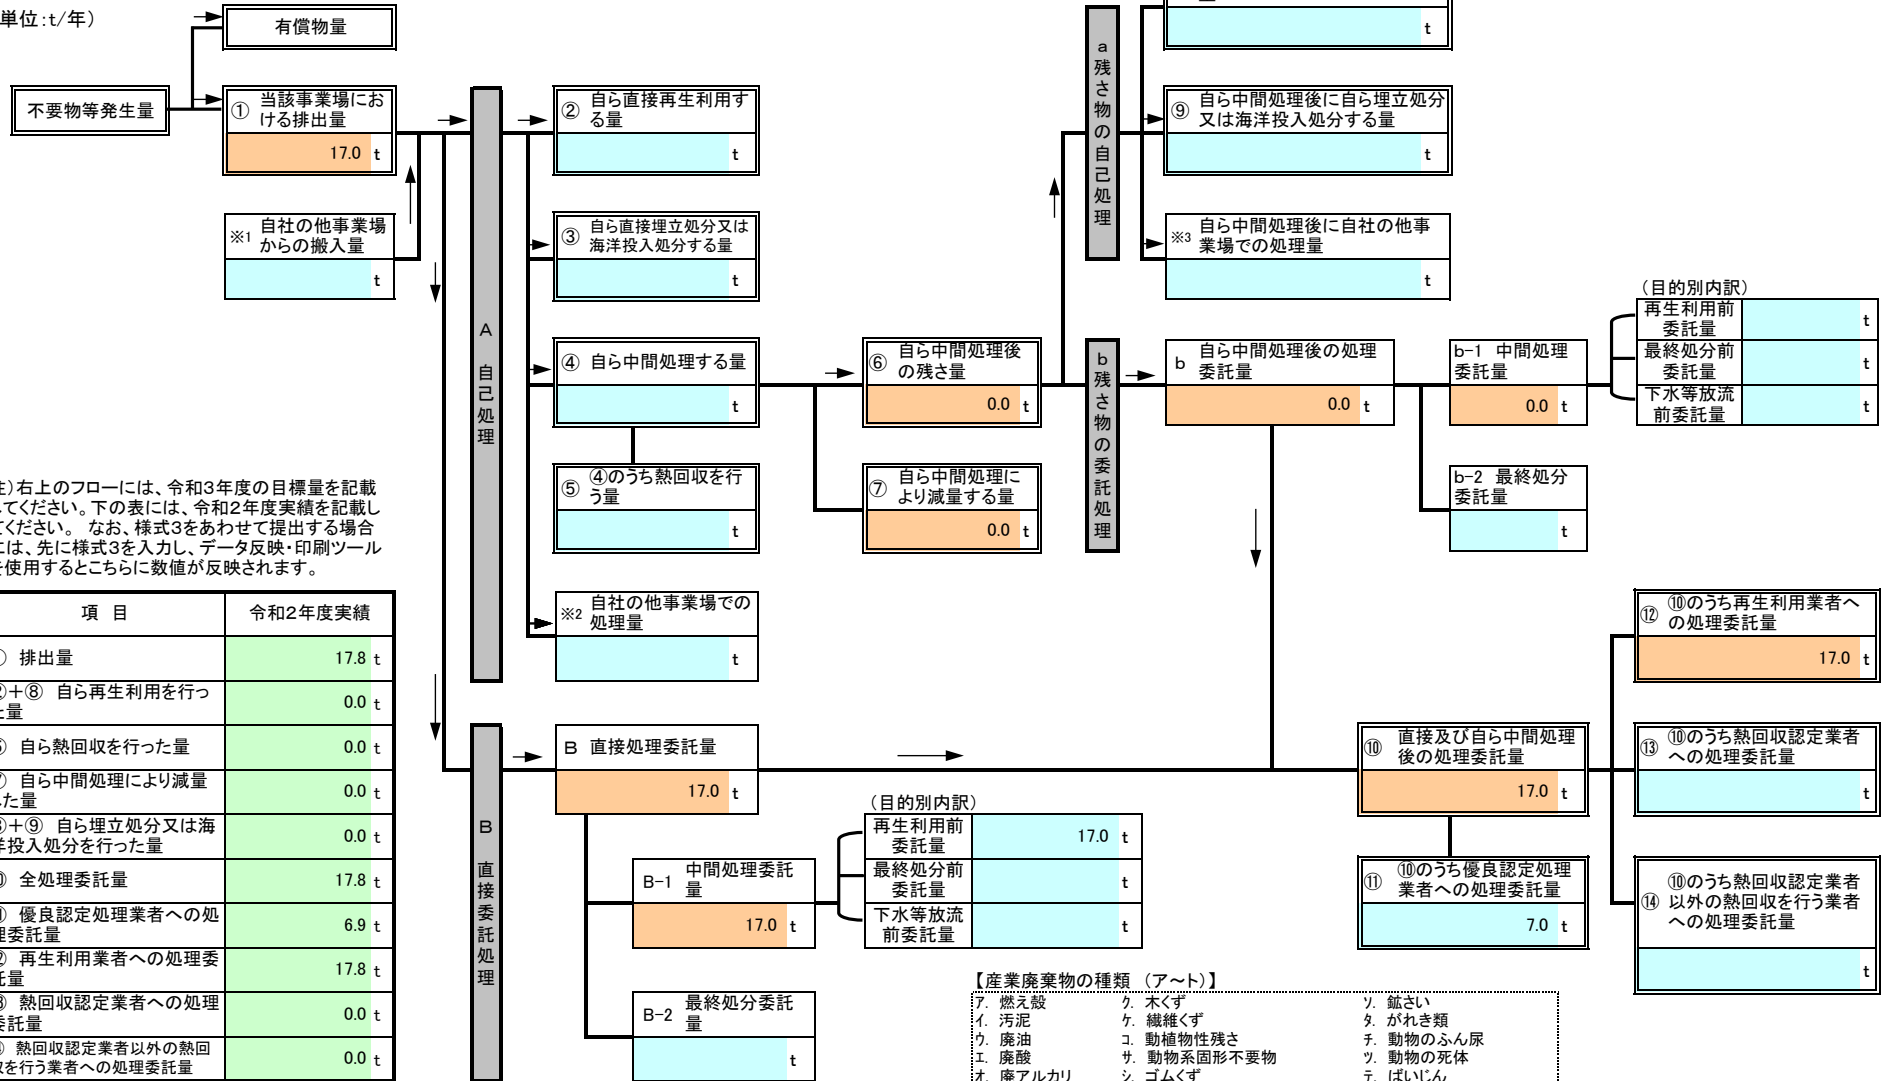 単位:t/年)
有償物量
不要物等発生量
① 当該事業場にお
ける排出量
17.0 t
※1 自社の他事業場
からの搬入量
t
A 自己処理
② 自ら直接再生利用す
る量
t
③ 自ら直接埋立処分又は
海洋投入処分する量
t
④ 自ら中間処理する量
t
⑤ ④のうち熱回収を行
う量
t
※2 自社の他事業場での
処理量
t
⑥ 自ら中間処理後
の残さ量
0.0 t
⑦ 自ら中間処理に
より減量する量
0.0 t
a残さ物の自己処理
t
⑨ 自ら中間処理後に自ら埋立処分
又は海洋投入処分する量
t
※3 自ら中間処理後に自社の他事
業場での処理量
t
b残さ物の委託処理
b 自ら中間処理後の処理
委託量
0.0 t
b-1 中間処理
委託量
0.0 t
b-2 最終処分
委託量
t
(目的別内訳)
再生利用前
委託量
t
最終処分前
委託量
t
下水等放流
前委託量
t
注)右上のフローには、令和3年度の目標量を記載
してください。下の表には、令和2年度実績を記載し
てください。 なお、様式3をあわせて提出する場合
には、先に様式3を入力し、データ反映・印刷ツール
を使用するとこちらに数値が反映されます。
項 目 令和2年度実績
排出量 17.8 t
②+⑧ 自ら再生利用を行っ
た量 0.0 t
自ら熱回収を行った量 0.0 t
自ら中間処理により減量
した量 0.0 t
③+⑨ 自ら埋立処分又は海
洋投入処分を行った量 0.0 t
全処理委託量 17.8 t
優良認定処理業者への処
理委託量 6.9 t
再生利用業者への処理委
託量 17.8 t
熱回収認定業者への処理
委託量 0.0 t
熱回収認定業者以外の熱回
収を行う業者への処理委託量 0.0 t
B 直接委託処理
B 直接処理委託量
17.0 t
B-1 中間処理委託
量
17.0 t
B-2 最終処分委託
量
t
(目的別内訳)
再生利用前
委託量
17.0 t
最終処分前
委託量
t
下水等放流
前委託量
t
⑩ 直接及び自ら中間処理
後の処理委託量
17.0 t
⑪ ⑩のうち優良認定処理
業者への処理委託量
7.0 t
⑫ ⑩のうち再生利用業者へ
の処理委託量
17.0 t
⑬ ⑩のうち熱回収認定業者
への処理委託量
t
⑭ ⑩のうち熱回収認定業者
以外の熱回収を行う業者
への処理委託量
t
【産業廃棄物の種類 (ア~ト)】
ア. 燃え殻 ク. 木くず ソ. 鉱さい
イ. 汚泥 ケ. 繊維くず タ. がれき類
ウ. 廃油 コ. 動植物性残さ チ. 動物のふん尿
エ. 廃酸 サ. 動物系固形不要物 ツ. 動物の死体
オ. 廃アルカリ シ. ゴムくず テ. ばいじん